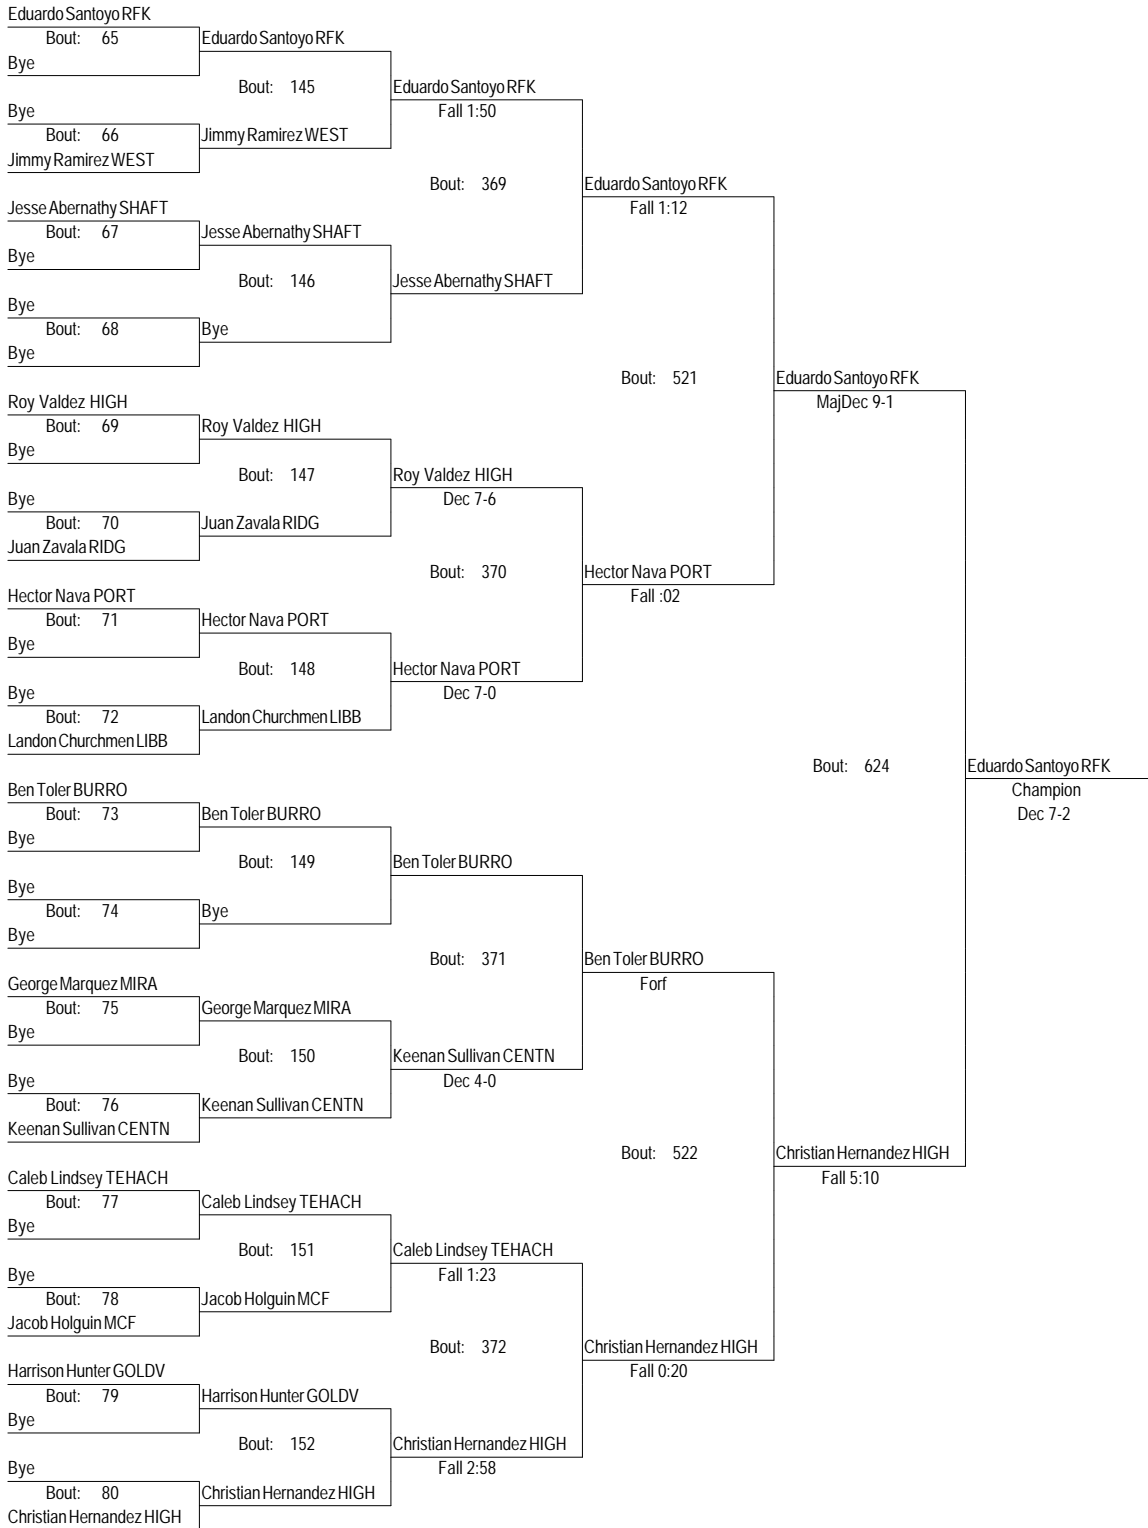 Eduardo Santoyo RFK
Bout: 65 Eduardo Santoyo RFK
Bye
Bout: 145 Eduardo Santoyo RFK
Bye Fall 1:50
Bout: 66 Jimmy Ramirez WEST
Jimmy Ramirez WEST
Bout: 369 Eduardo Santoyo RFK
Jesse Abernathy SHAFT Fall 1:12
Bout: 67 Jesse Abernathy SHAFT
Bye
Bout: 146 Jesse Abernathy SHAFT
Bye
Bout: 68 Bye
Bye
Bout: 521 Eduardo Santoyo RFK
Roy Valdez HIGH MajDec 9-1
Bout: 69 Roy Valdez HIGH
Bye
Bout: 147 Roy Valdez HIGH
Bye Dec 7-6
Bout: 70 Juan Zavala RIDG
Juan Zavala RIDG
Bout: 370 Hector Nava PORT
Hector Nava PORT Fall :02
Bout: 71 Hector Nava PORT
Bye
Bout: 148 Hector Nava PORT
Bye Dec 7-0
Bout: 72 Landon Churchmen LIBB
Landon Churchmen LIBB
Bout: 624 Eduardo Santoyo RFK
Ben Toler BURRO Champion
Bout: 73 Ben Toler BURRO Dec 7-2
Bye
Bout: 149 Ben Toler BURRO
Bye
Bout: 74 Bye
Bye
Bout: 371 Ben Toler BURRO
George Marquez MIRA Forf
Bout: 75 George Marquez MIRA
Bye
Bout: 150 Keenan Sullivan CENTN
Bye Dec 4-0
Bout: 76 Keenan Sullivan CENTN
Keenan Sullivan CENTN
Bout: 522 Christian Hernandez HIGH
Caleb Lindsey TEHACH Fall 5:10
Bout: 77 Caleb Lindsey TEHACH
Bye
Bout: 151 Caleb Lindsey TEHACH
Bye Fall 1:23
Bout: 78 Jacob Holguin MCF
Jacob Holguin MCF
Bout: 372 Christian Hernandez HIGH
Harrison Hunter GOLDV Fall 0:20
Bout: 79 Harrison Hunter GOLDV
Bye
Bout: 152 Christian Hernandez HIGH
Bye Fall 2:58
Bout: 80 Christian Hernandez HIGH
Christian Hernandez HIGH